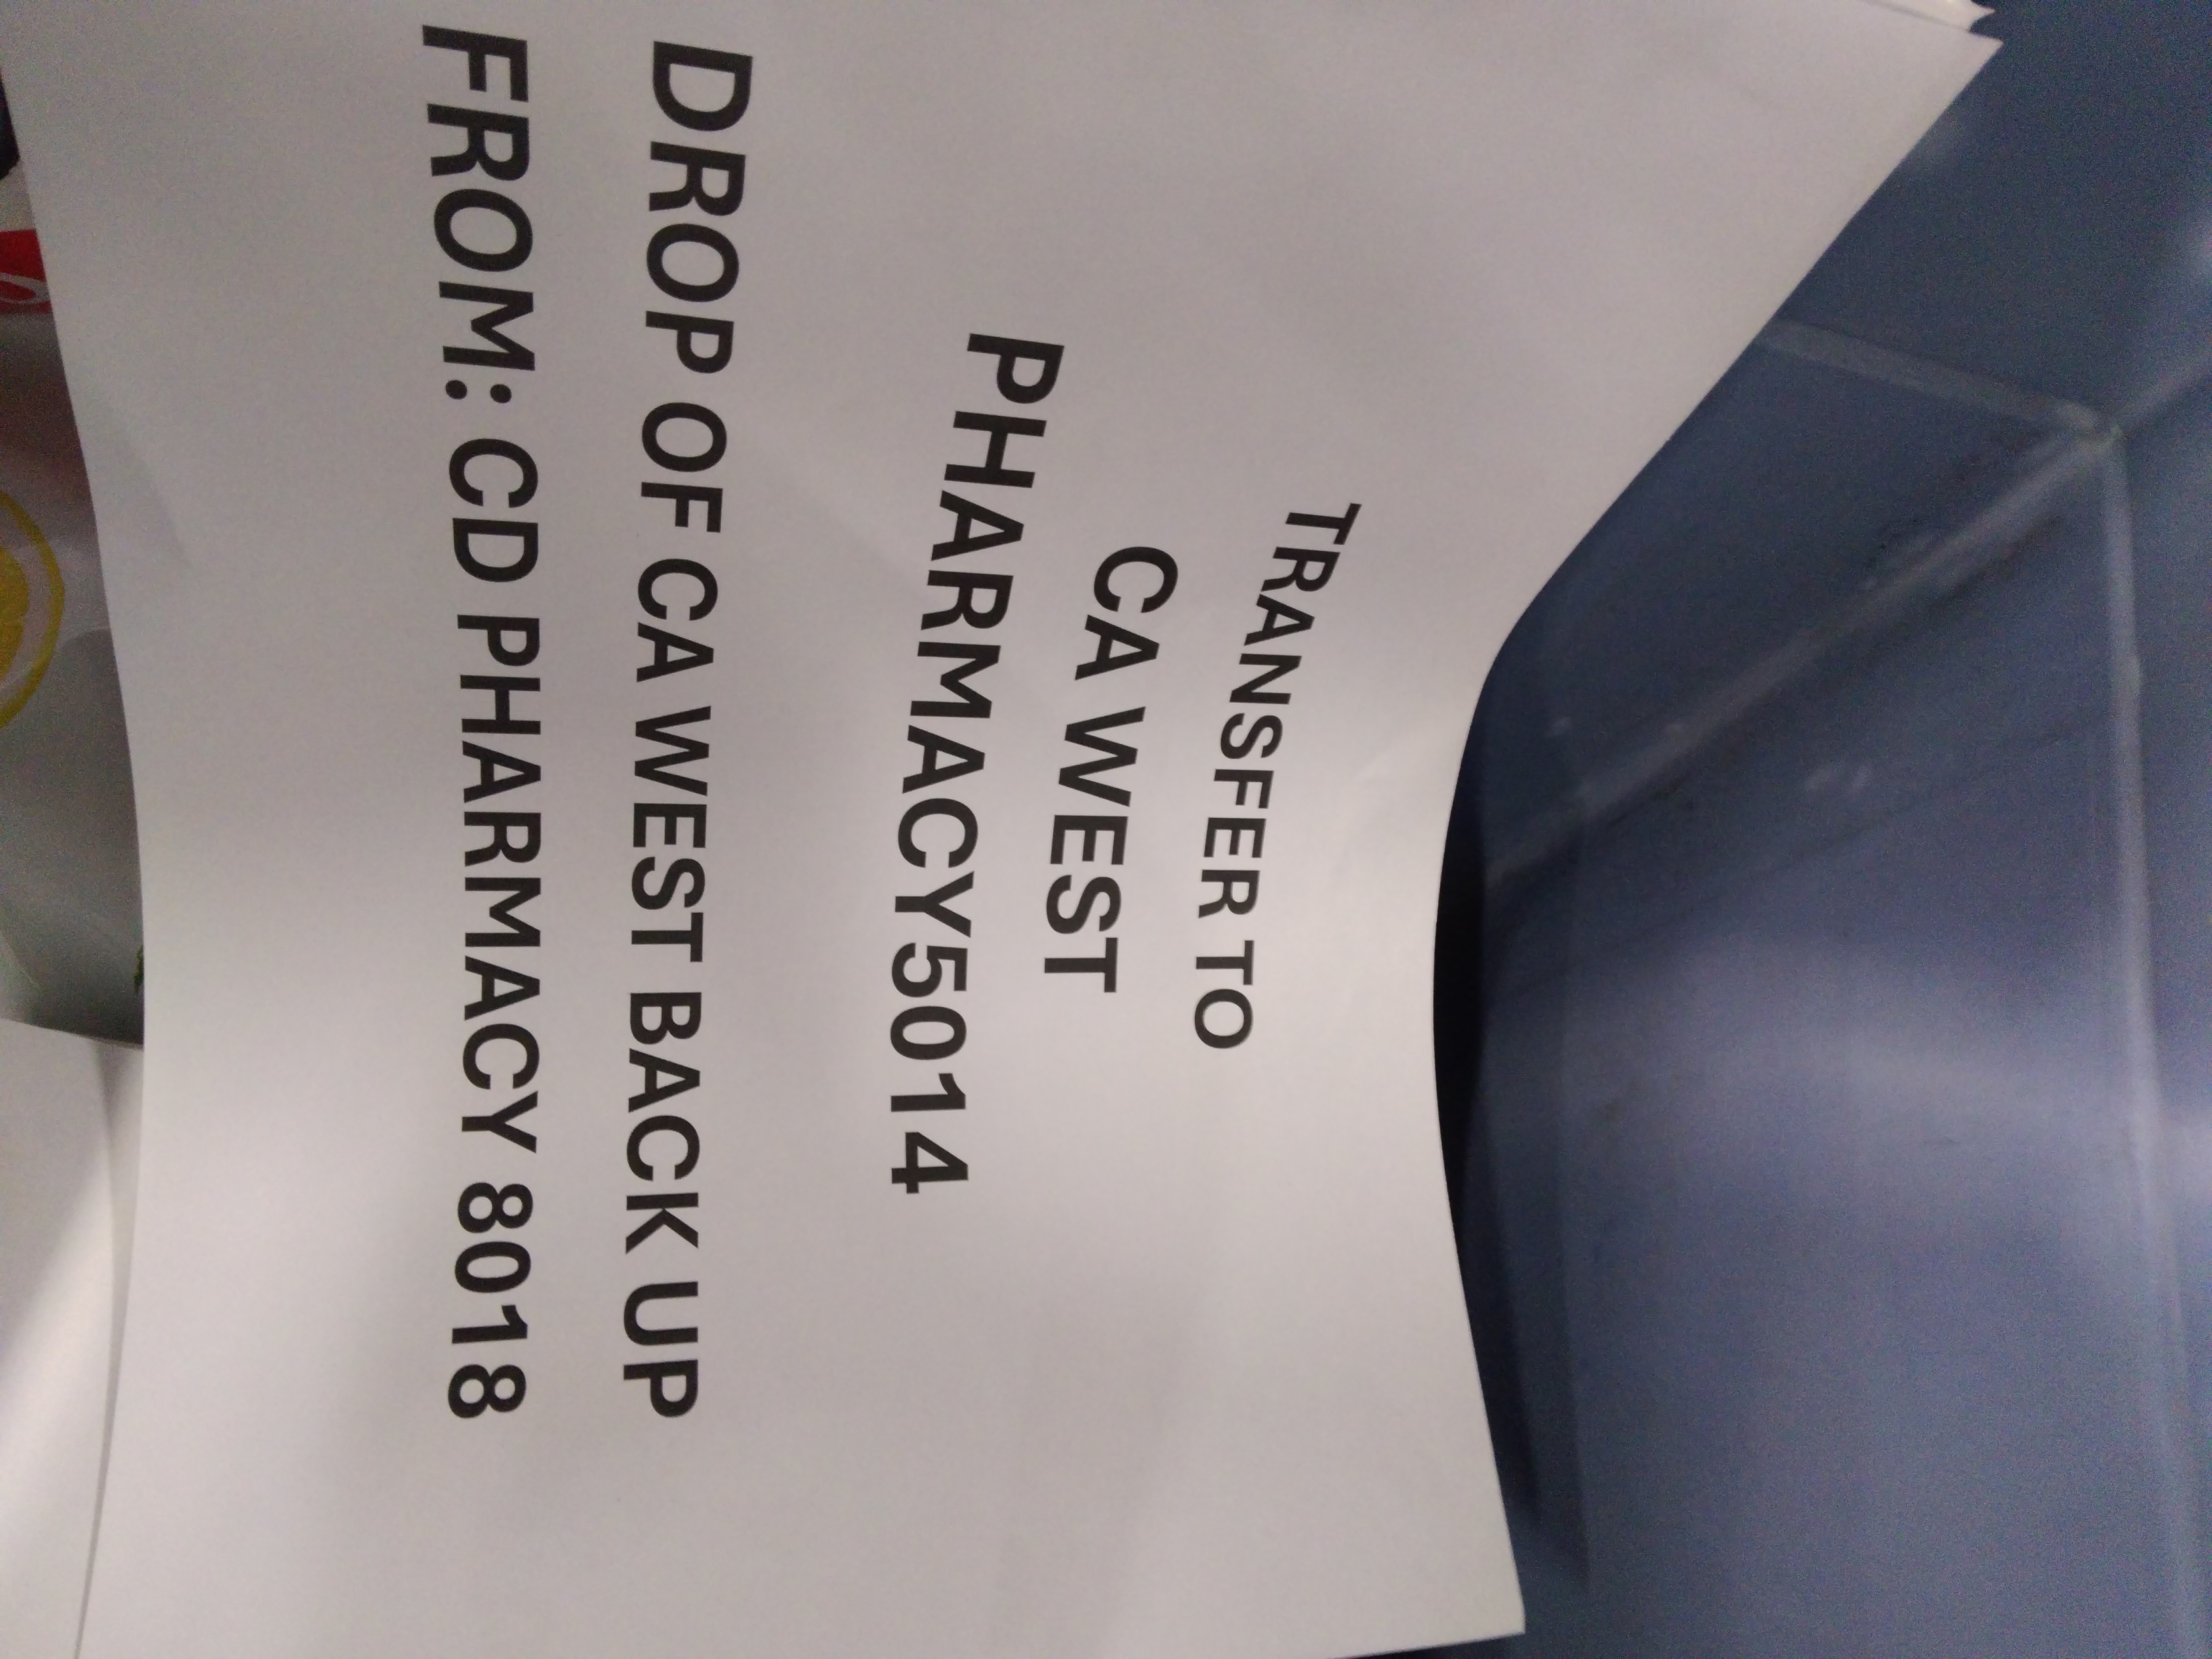 TRANSFER TO
CA WEST
PHARMACY5014
DROP OF CA WEST BACK UP
FROM: CD PHARMACY 8018